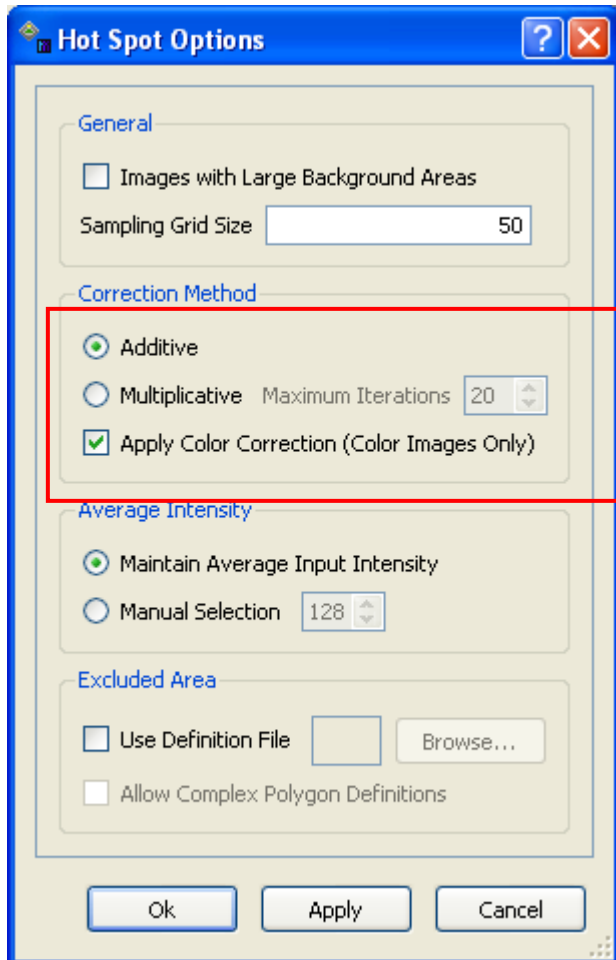 Hot Spot Options
General
Images with Large Background Areas
Sampling Grid Size 50
Correction Method
Additive
Multiplicative Maximum Iterations 20
Apply Color Correction (Color Images Only)
Average Intensity
Maintain Average Input Intensity
Manual Selection 128
Excluded Area
Use Definition File Browse...
Allow Complex Polygon Definitions
Ok Apply Cancel